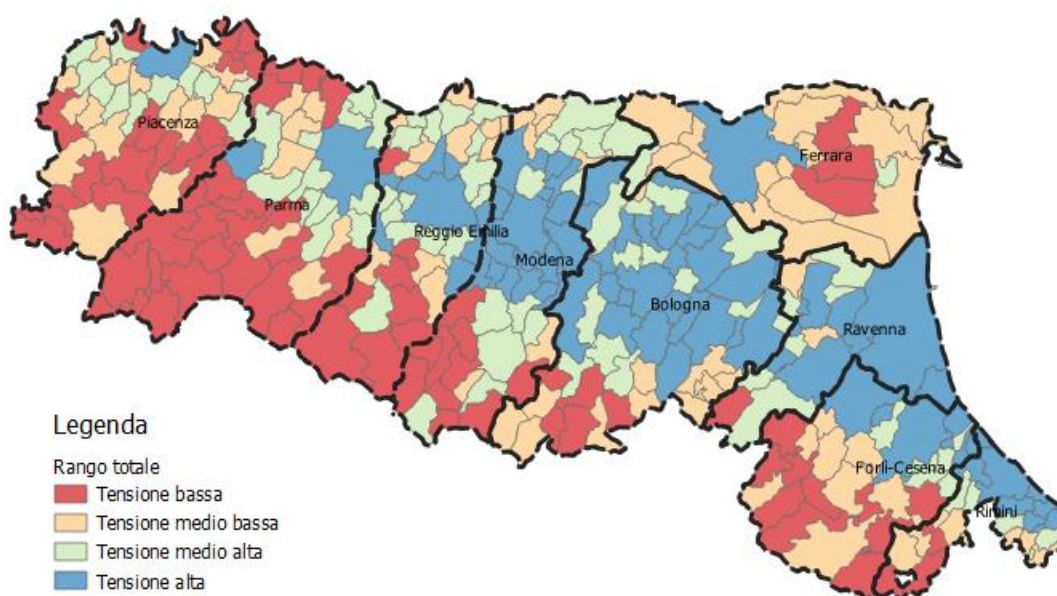 Piacenza
Ferrara
Parma
Reggio Emilia
Modena
Bologna
Ravenna
Forlì-Cesena
Rimini
Legenda
Rango totale
Tensione bassa
Tensione medio bassa
Tensione medio alta
Tensione alta